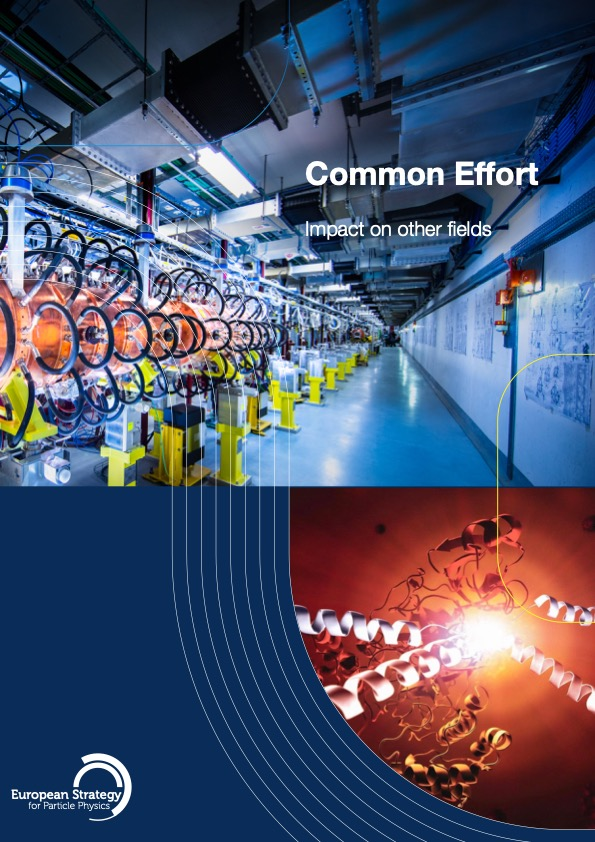 Common Effort
Impact on other fields
European Strategy
for Particle Physics